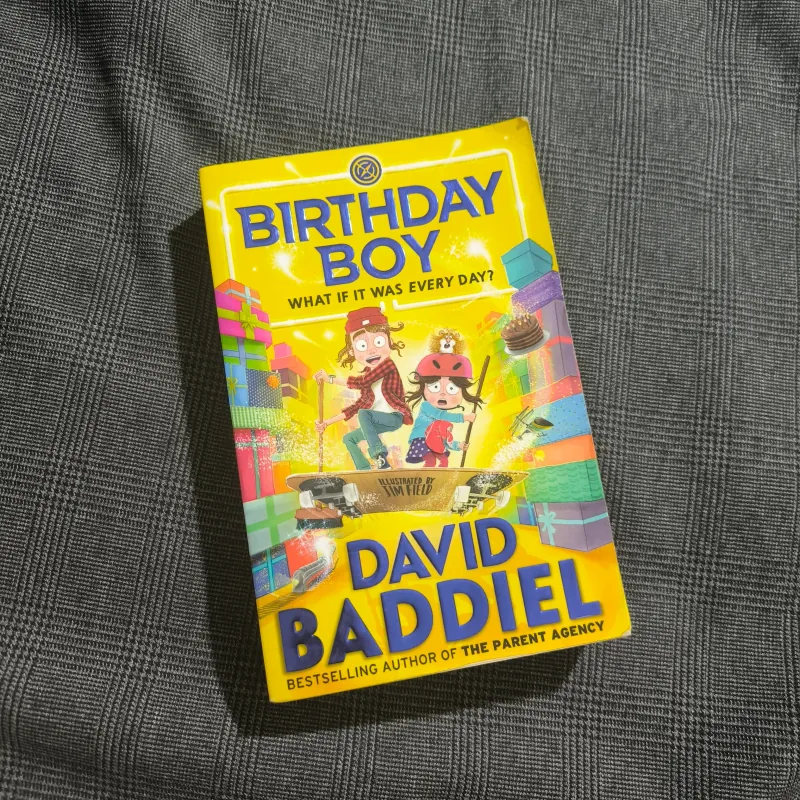 BIRTHDAY
BOY
WHAT IF IT WAS EVERY DAY?
ILLUSTRATED BY
TIM FIELD
DAVID
BADDIEL
BESTSELLING AUTHOR OF THE PARENT AGENCY